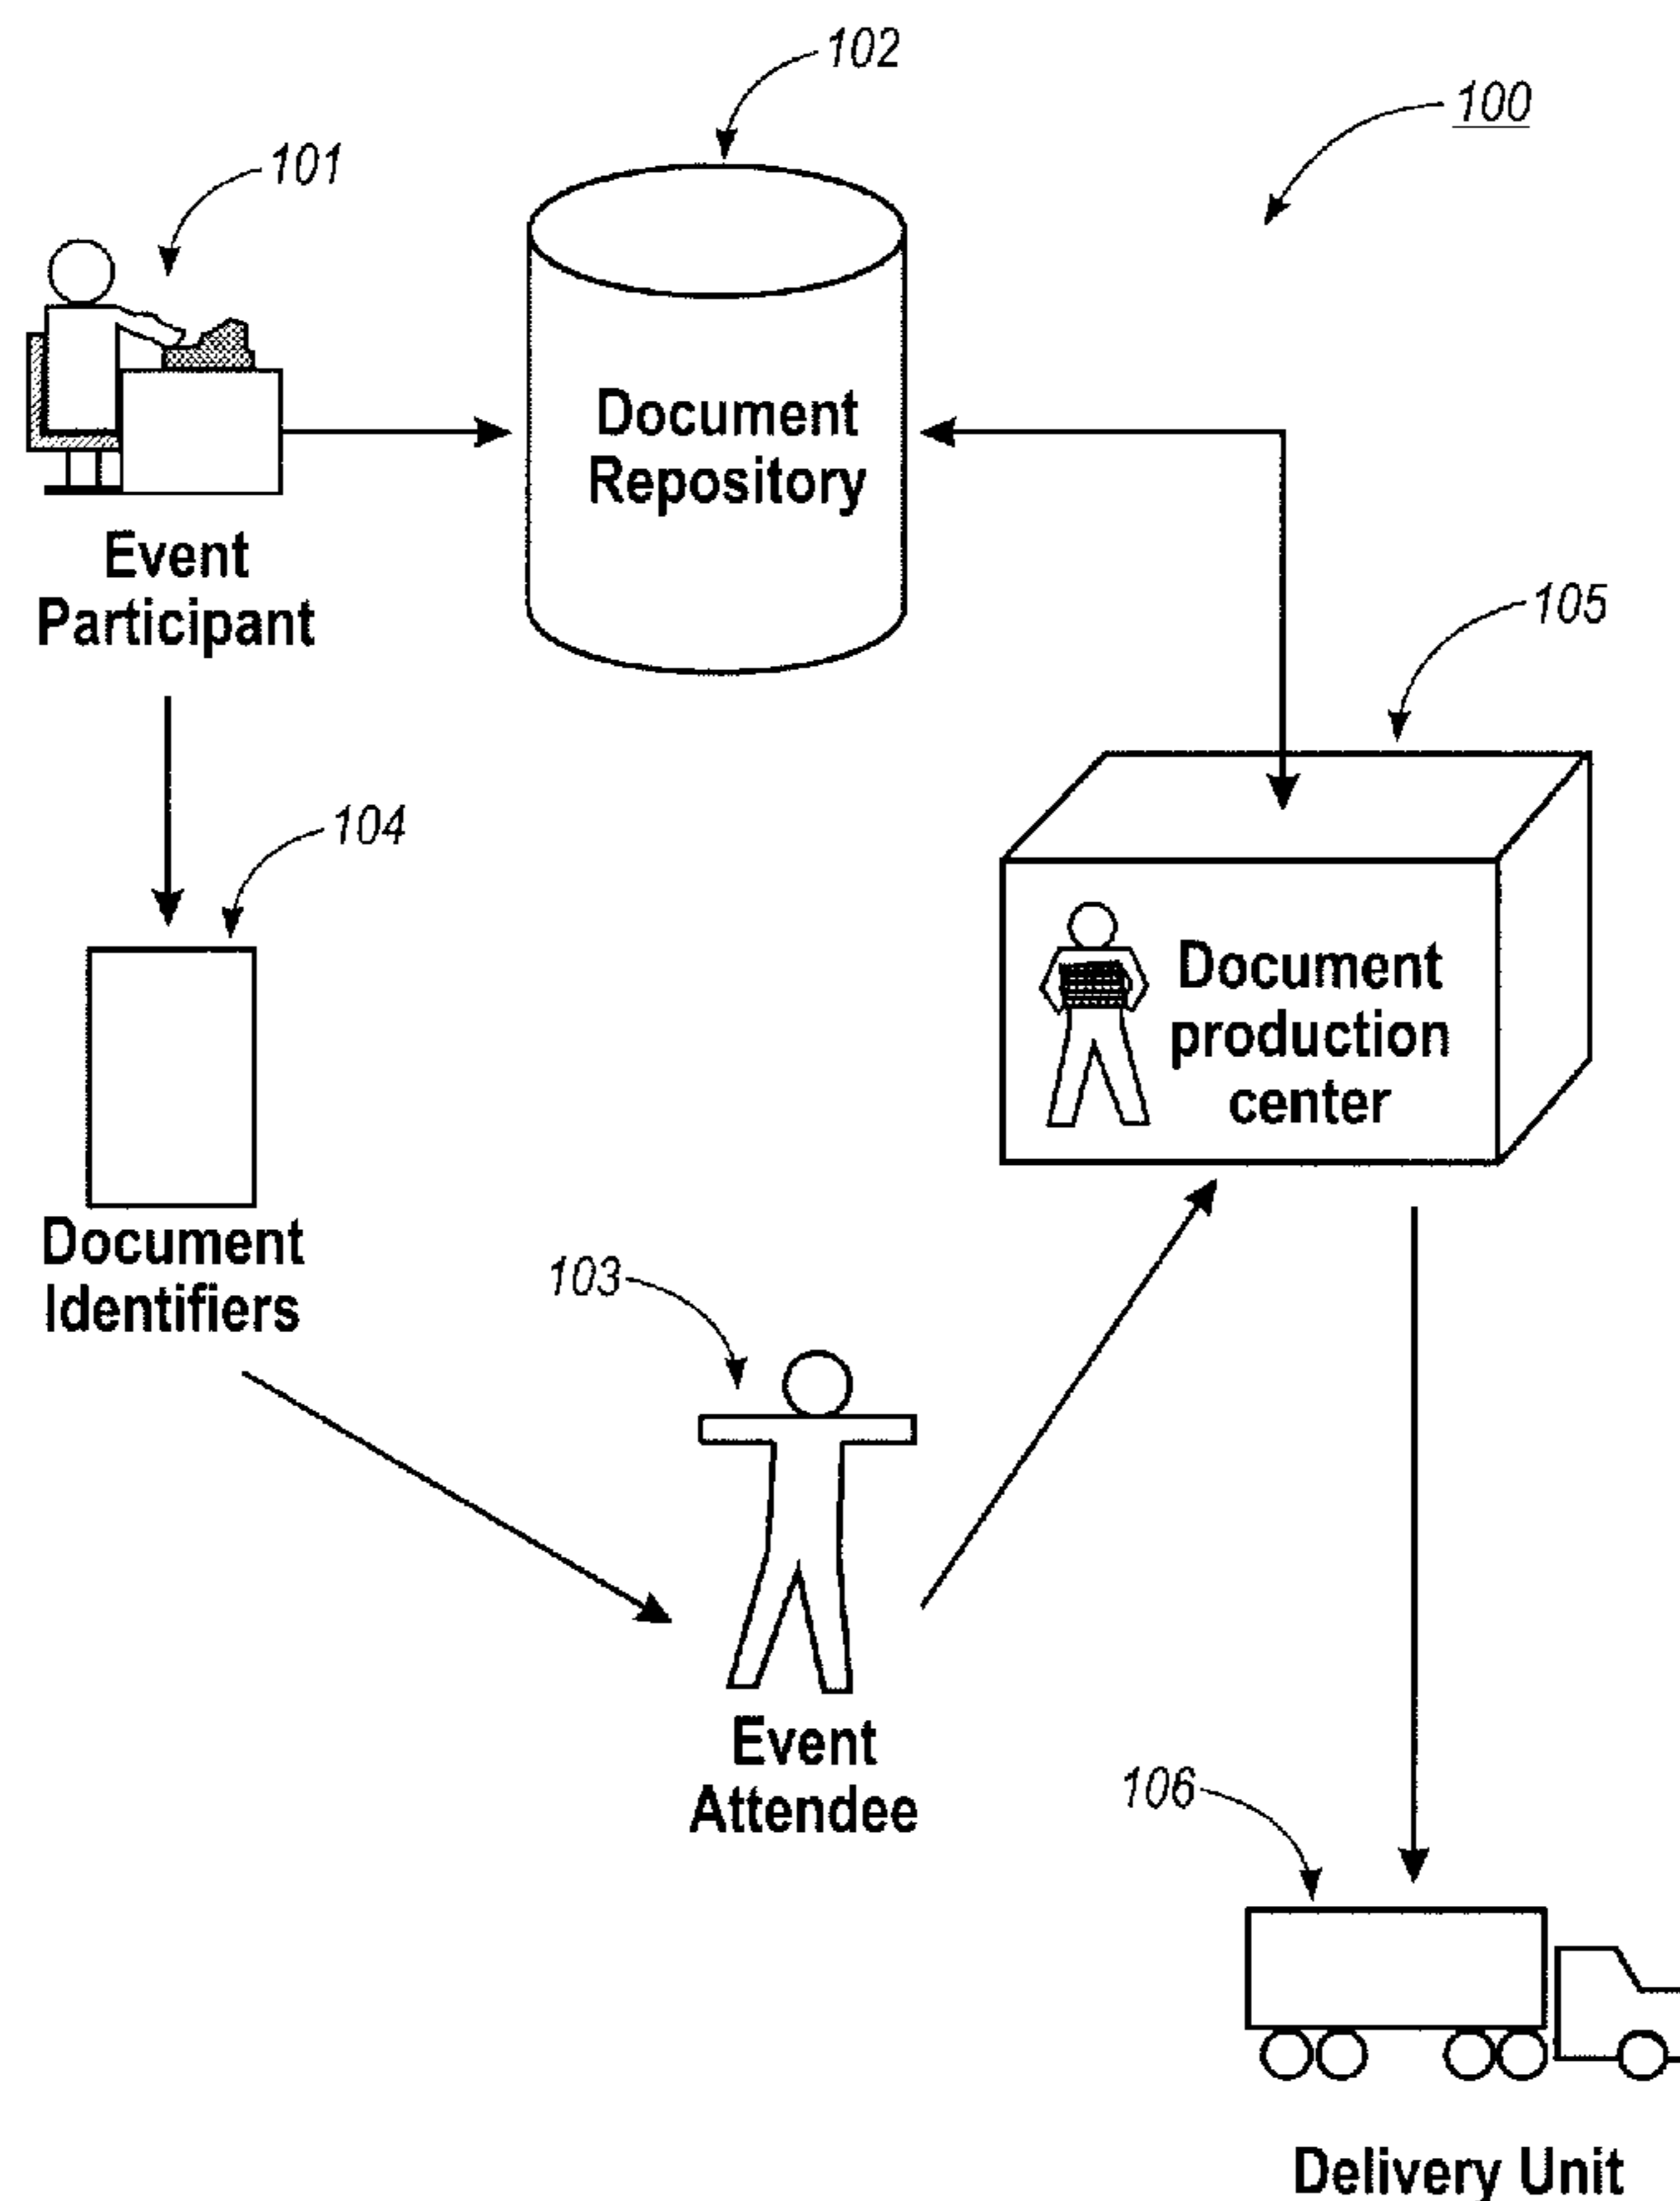 102
100
101
Document
Repository
Event
Participant
105
104
Document
production
center
Document
Identifiers
103
Event
Attendee
106
Delivery Unit